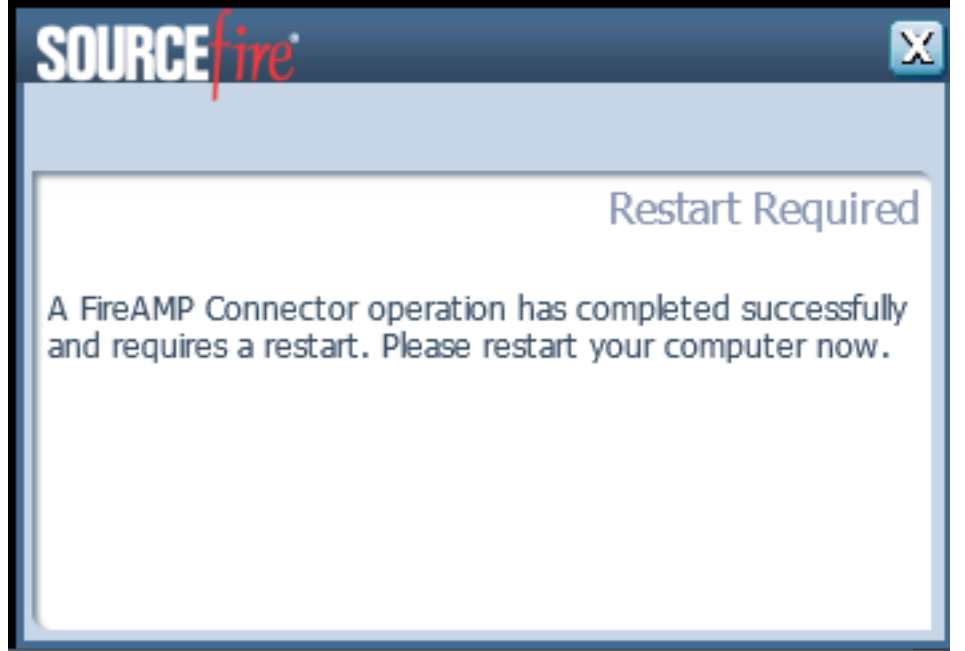 SOURCEfire®
X
Restart Required
A FireAMP Connector operation has completed successfully
and requires a restart. Please restart your computer now.